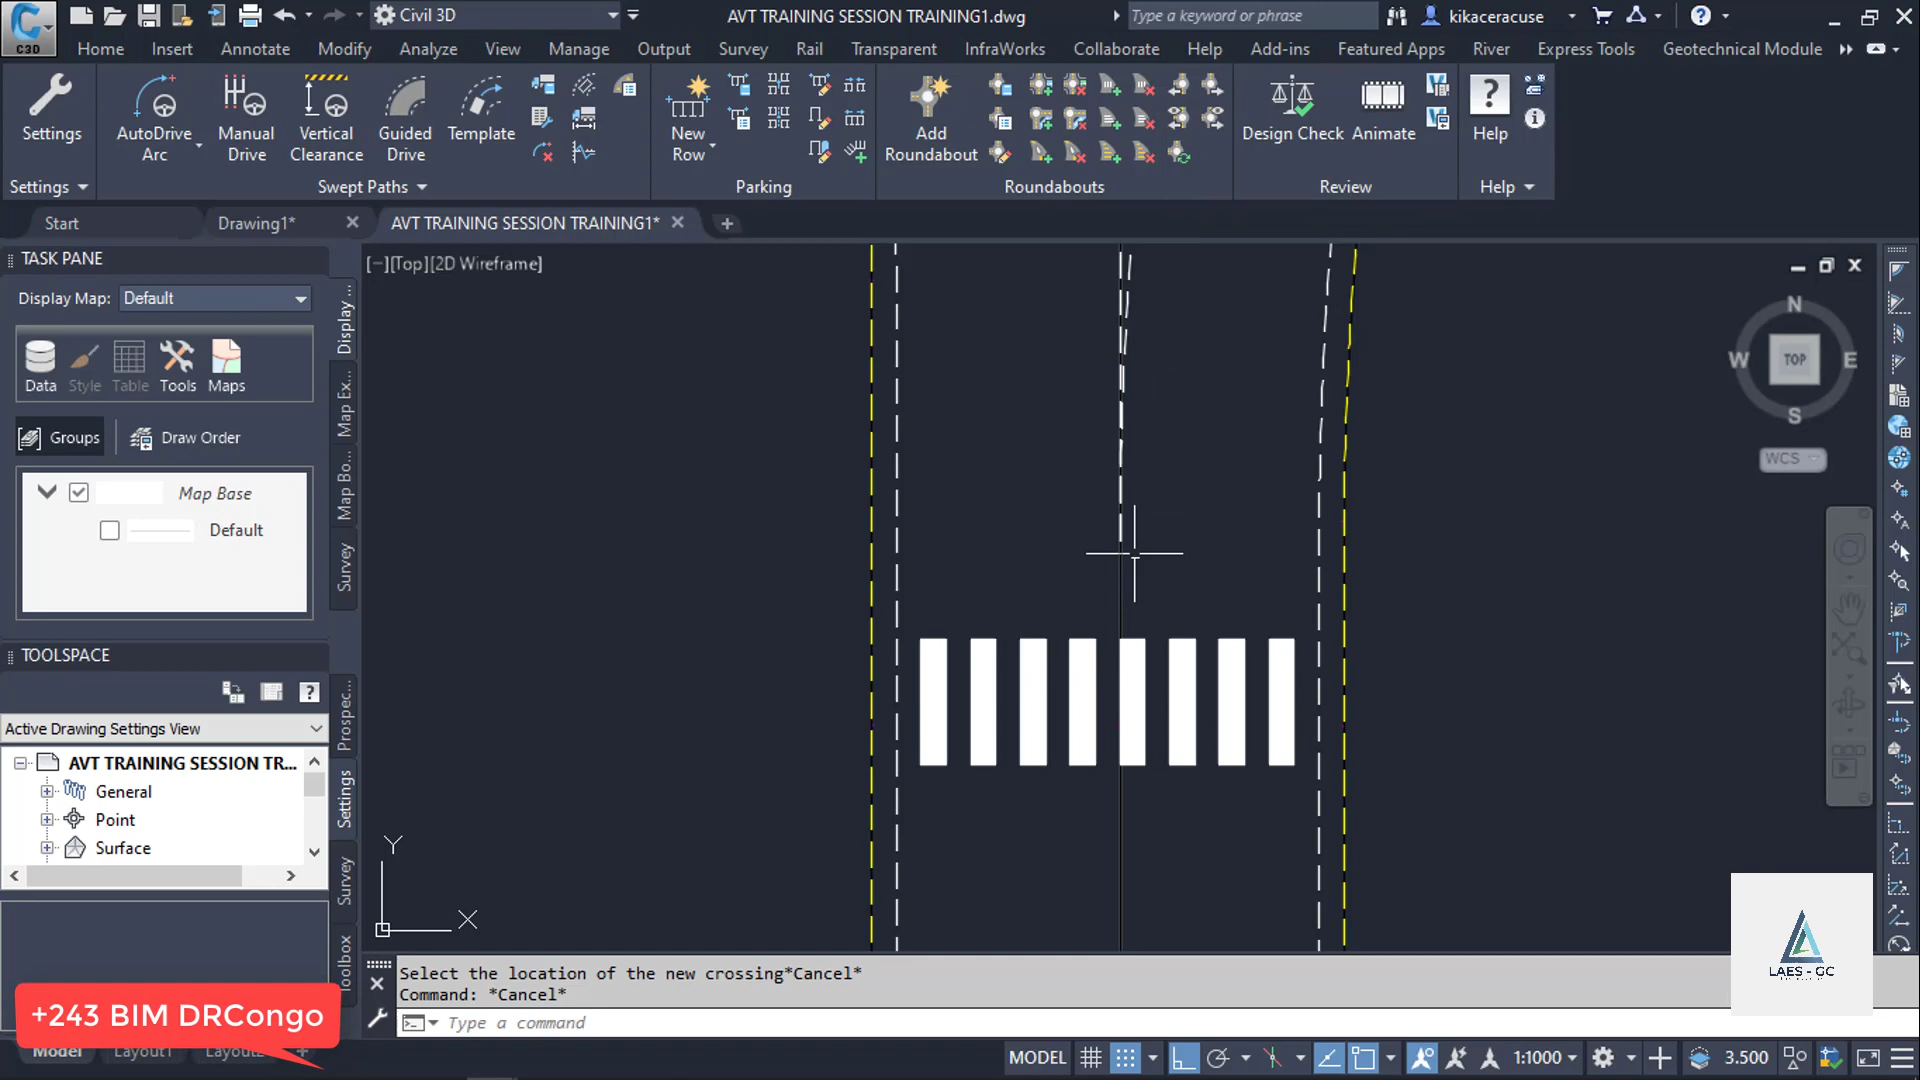 C3D
Civil 3D
AVT TRAINING SESSION TRAINING1.dwg
Type a keyword or phrase
kikaceracuse
Home Insert Annotate Modify Analyze View Manage Output Survey Rail Transparent InfraWorks Collaborate Help Add-ins Featured Apps River Express Tools Geotechnical Module
Settings
AutoDrive Arc
Manual Drive
Vertical Clearance
Guided Drive
Template
New Row
Add Roundabout
Design Check
Animate
Help
Settings Swept Paths Parking Roundabouts Review Help
Start Drawing1* AVT TRAINING SESSION TRAINING1*
TASK PANE
Display Map: Default
Data Style Table Tools Maps
Groups Draw Order
Map Base
Default
Display ...
Map Ex...
Map Bo...
Survey
[−][Top][2D Wireframe]
N
W TOP E
S
WCS
TOOLSPACE
Active Drawing Settings View
AVT TRAINING SESSION TR...
General
Point
Surface
Prospec...
Settings
Survey
Toolbox
Y
X
Select the location of the new crossing*Cancel*
Command: *Cancel*
Type a command
LAES - GC
+243 BIM DRCongo
Model Layout1
MODEL 1:1000 3.500